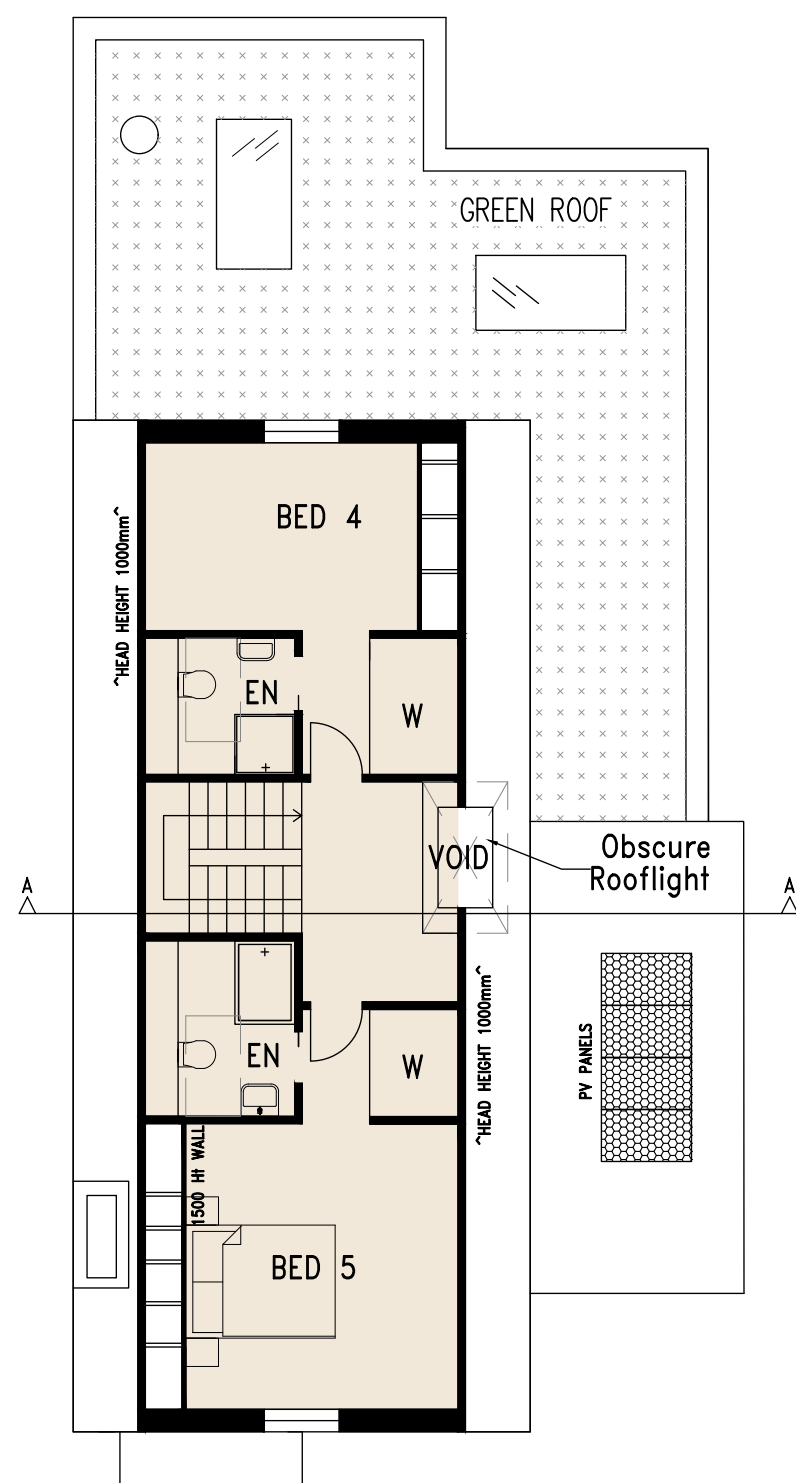 GREEN ROOF
BED 4
^HEAD HEIGHT 1000mm^
EN
W
VOID
Obscure
Rooflight
A
A
^HEAD HEIGHT 1000mm^
PV PANELS
EN
W
1500 Ht WALL
BED 5